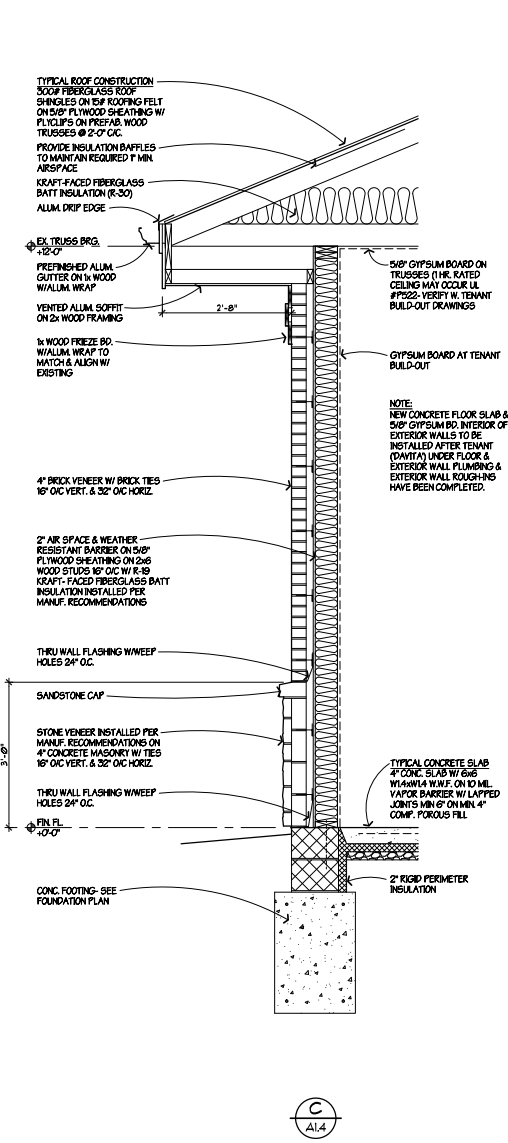 TYPICAL ROOF CONSTRUCTION
300# FIBERGLASS ROOF
SHINGLES ON 15# ROOFING FELT
ON 5/8" PLYWOOD SHEATHING W/
PLYCLIPS ON PREFAB. WOOD
TRUSSES @ 2'-0" C/C.
PROVIDE INSULATION BAFFLES
TO MAINTAIN REQUIRED 1" MIN.
AIRSPACE
KRAFT-FACED FIBERGLASS
BATT INSULATION (R-30)
ALUM. DRIP EDGE
EX. TRUSS BRG.
+12'-0"
PREFINISHED ALUM.
GUTTER ON 1x WOOD
W/ALUM. WRAP
VENTED ALUM. SOFFIT
ON 2x WOOD FRAMING
2'-8"
1x WOOD FRIEZE BD.
W/ALUM. WRAP TO
MATCH & ALIGN W/
EXISTING
5/8" GYPSUM BOARD ON
TRUSSES (1 HR. RATED
CEILING MAY OCCUR UL
#P522- VERIFY W. TENANT
BUILD-OUT DRAWINGS
GYPSUM BOARD AT TENANT
BUILD-OUT
NOTE:
NEW CONCRETE FLOOR SLAB &
5/8" GYPSUM BD. INTERIOR OF
EXTERIOR WALLS TO BE
INSTALLED AFTER TENANT
('DAVITA') UNDER FLOOR &
EXTERIOR WALL PLUMBING &
EXTERIOR WALL ROUGH-INS
HAVE BEEN COMPLETED.
4" BRICK VENEER W/ BRICK TIES
16" O/C VERT. & 32" O/C HORIZ.
2" AIR SPACE & WEATHER
RESISTANT BARRIER ON 5/8"
PLYWOOD SHEATHING ON 2x6
WOOD STUDS 16" O/C W/ R-19
KRAFT- FACED FIBERGLASS BATT
INSULATION INSTALLED PER
MANUF. RECOMMENDATIONS
THRU WALL FLASHING W/WEEP
HOLES 24" O.C.
SANDSTONE CAP
3'-8"
STONE VENEER INSTALLED PER
MANUF. RECOMMENDATIONS ON
4" CONCRETE MASONRY W/ TIES
16" O/C VERT. & 32" O/C HORIZ.
THRU WALL FLASHING W/WEEP
HOLES 24" O.C.
FIN. FL.
+0'-0"
TYPICAL CONCRETE SLAB
4" CONC. SLAB W/ 6x6
W1.4xW1.4 W.W.F. ON 10 MIL.
VAPOR BARRIER W/ LAPPED
JOINTS MIN 6" ON MIN. 4"
COMP. POROUS FILL
2" RIGID PERIMETER
INSULATION
CONC. FOOTING- SEE
FOUNDATION PLAN
C
A1.4